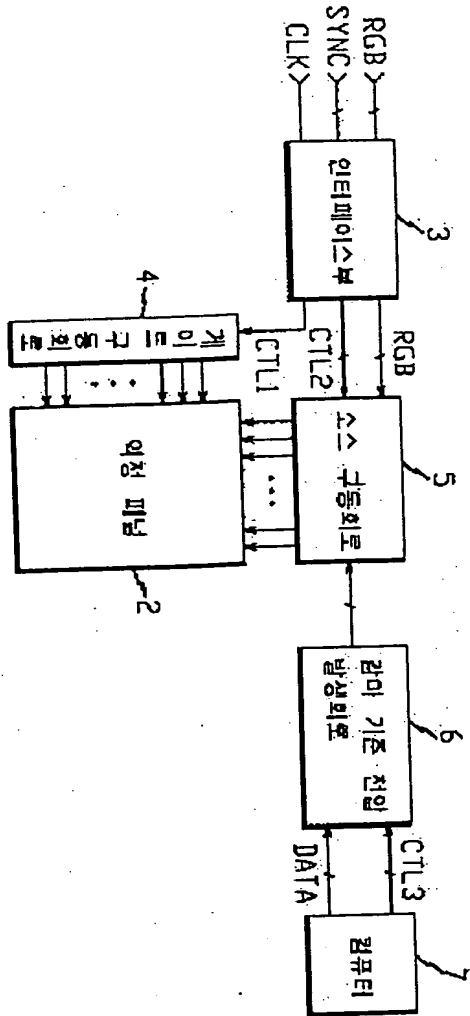 RGB
SYNC
CLK
인터페이스부
3
RGB
CTL2
CTL1
4
게이트 구동회로
소스 구동회로
5
액정 패널
2
감마 기준 전압
발생회로
6
CTL3
DATA
컴퓨터
7